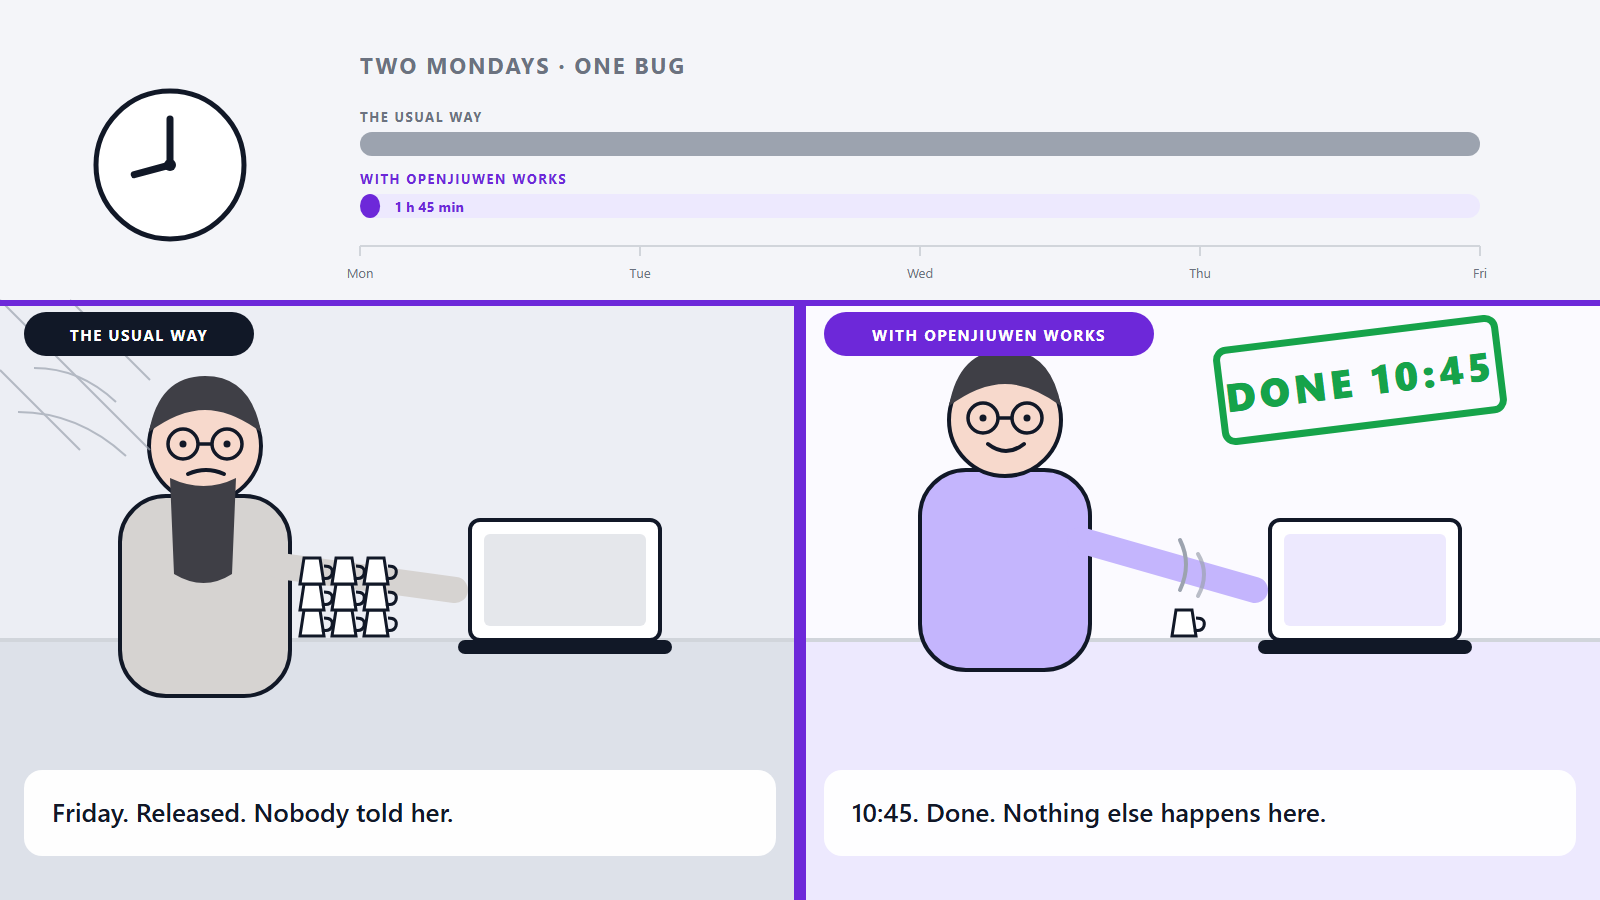 TWO MONDAYS · ONE BUG
THE USUAL WAY
WITH OPENJIUWEN WORKS
1 h 45 min
Mon Tue Wed Thu Fri
THE USUAL WAY
WITH OPENJIUWEN WORKS
DONE 10:45
Friday. Released. Nobody told her.
10:45. Done. Nothing else happens here.